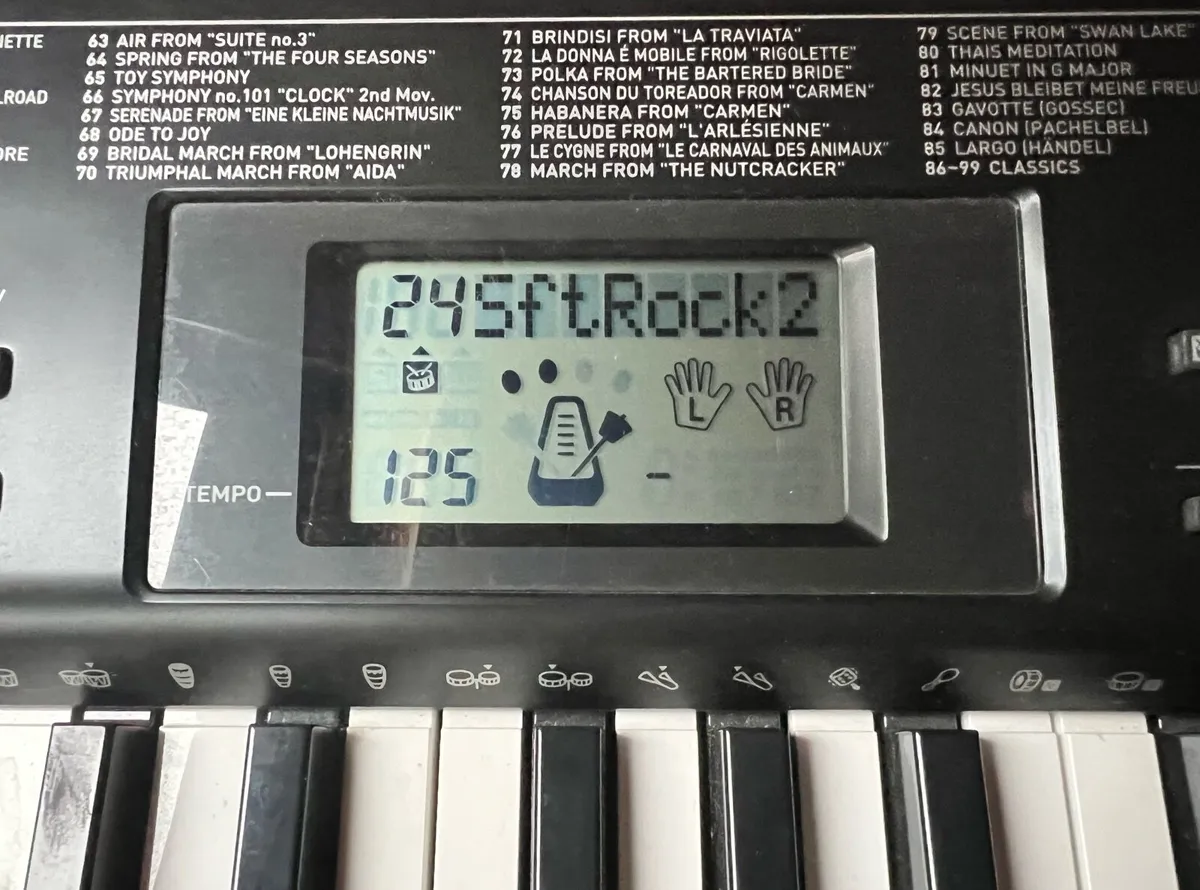 IETTE
LROAD
ORE
63 AIR FROM "SUITE no.3"
64 SPRING FROM "THE FOUR SEASONS"
65 TOY SYMPHONY
66 SYMPHONY no.101 "CLOCK" 2nd Mov.
67 SERENADE FROM "EINE KLEINE NACHTMUSIK"
68 ODE TO JOY
69 BRIDAL MARCH FROM "LOHENGRIN"
70 TRIUMPHAL MARCH FROM "AIDA"
71 BRINDISI FROM "LA TRAVIATA"
72 LA DONNA É MOBILE FROM "RIGOLETTE"
73 POLKA FROM "THE BARTERED BRIDE"
74 CHANSON DU TOREADOR FROM "CARMEN"
75 HABANERA FROM "CARMEN"
76 PRELUDE FROM "L'ARLÉSIENNE"
77 LE CYGNE FROM "LE CARNAVAL DES ANIMAUX"
78 MARCH FROM "THE NUTCRACKER"
79 SCENE FROM "SWAN LAKE"
80 THAIS MEDITATION
81 MINUET IN G MAJOR
82 JESUS BLEIBET MEINE FREU
83 GAVOTTE (GOSSEC)
84 CANON (PACHELBEL)
85 LARGO (HÄNDEL)
86~99 CLASSICS
24SftRock2
L R
TEMPO— 125 -